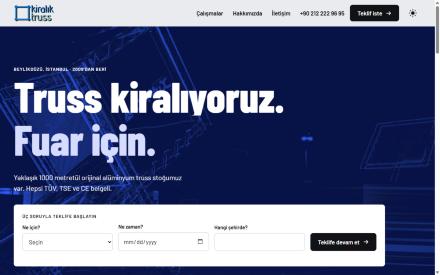 kiralık
truss
Çalışmalar Hakkımızda İletişim +90 212 222 96 95 Teklif iste →
BEYLİKDÜZÜ, İSTANBUL · 2009'DAN BERİ
Truss kiralıyoruz.
Fuar için.
Yaklaşık 1000 metretül orijinal alüminyum truss stoğumuz
var. Hepsi TÜV, TSE ve CE belgeli.
ÜÇ SORUYLA TEKLİFE BAŞLAYIN
Ne için? Ne zaman? Hangi şehirde?
Seçin mm/dd/yyyy Teklife devam et →